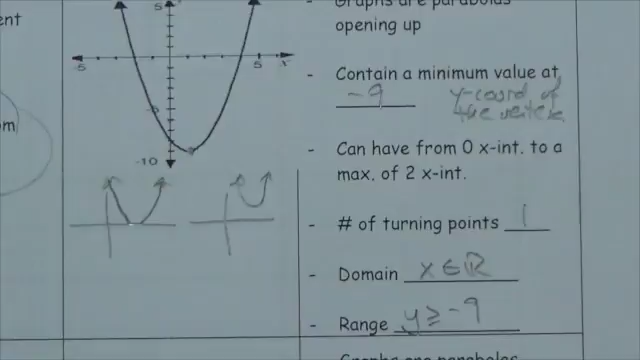 ent
5
-5
5
x
-5
-10
om
- Graphs are parabolas
opening up
- Contain a minimum value at
-9
y-coord of
the vertex
- Can have from 0 x-int. to a
max. of 2 x-int.
- # of turning points 1
- Domain x∈ℝ
- Range y≥-9
- Graphs are parabolas